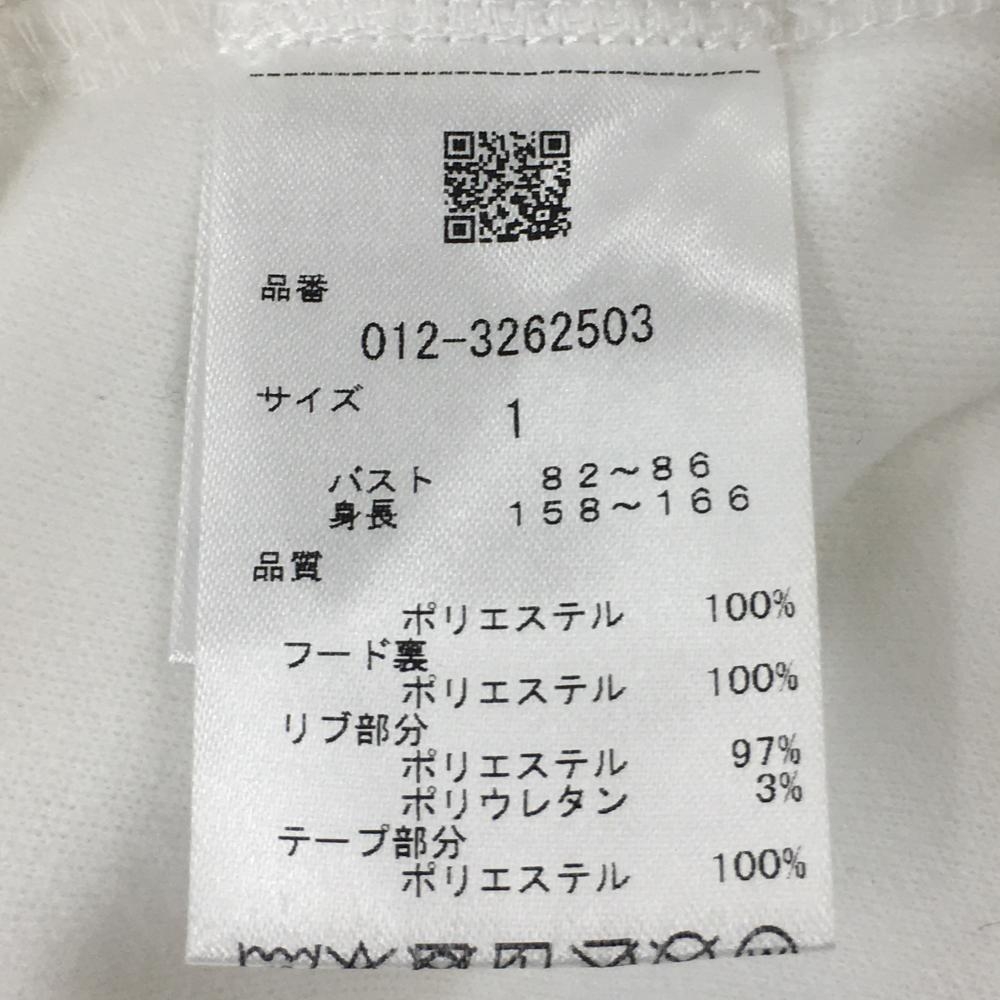 品番
012-3262503
サイズ
1
バスト 82～86
身長 158～166
品質
ポリエステル 100%
フード裏
ポリエステル 100%
リブ部分
ポリエステル 97%
ポリウレタン 3%
テープ部分
ポリエステル 100%